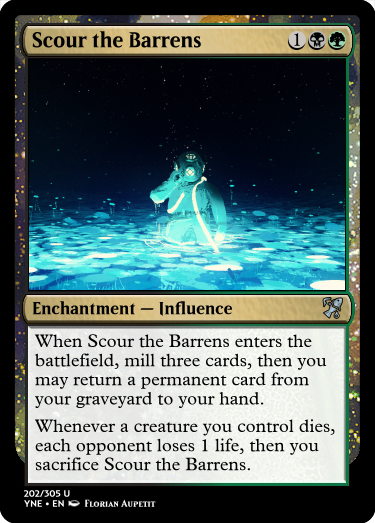 Scour the Barrens 1
Enchantment — Influence
When Scour the Barrens enters the
battlefield, mill three cards, then you
may return a permanent card from
your graveyard to your hand.
Whenever a creature you control dies,
each opponent loses 1 life, then you
sacrifice Scour the Barrens.
202/305 U
YNE • EN Florian Aupetit